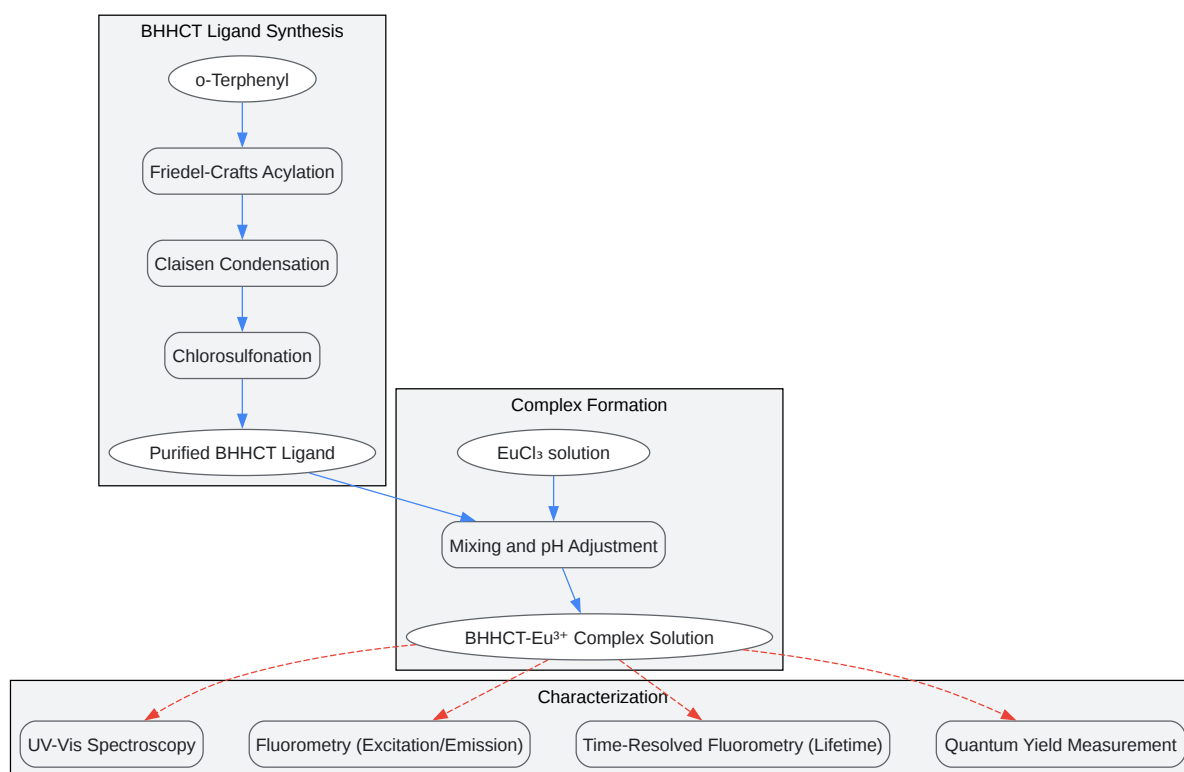 BHHCT Ligand Synthesis
o-Terphenyl
Friedel-Crafts Acylation
Claisen Condensation
Chlorosulfonation
Purified BHHCT Ligand
Complex Formation
EuCl₃ solution
Mixing and pH Adjustment
BHHCT-Eu³⁺ Complex Solution
Characterization
UV-Vis Spectroscopy
Fluorometry (Excitation/Emission)
Time-Resolved Fluorometry (Lifetime)
Quantum Yield Measurement